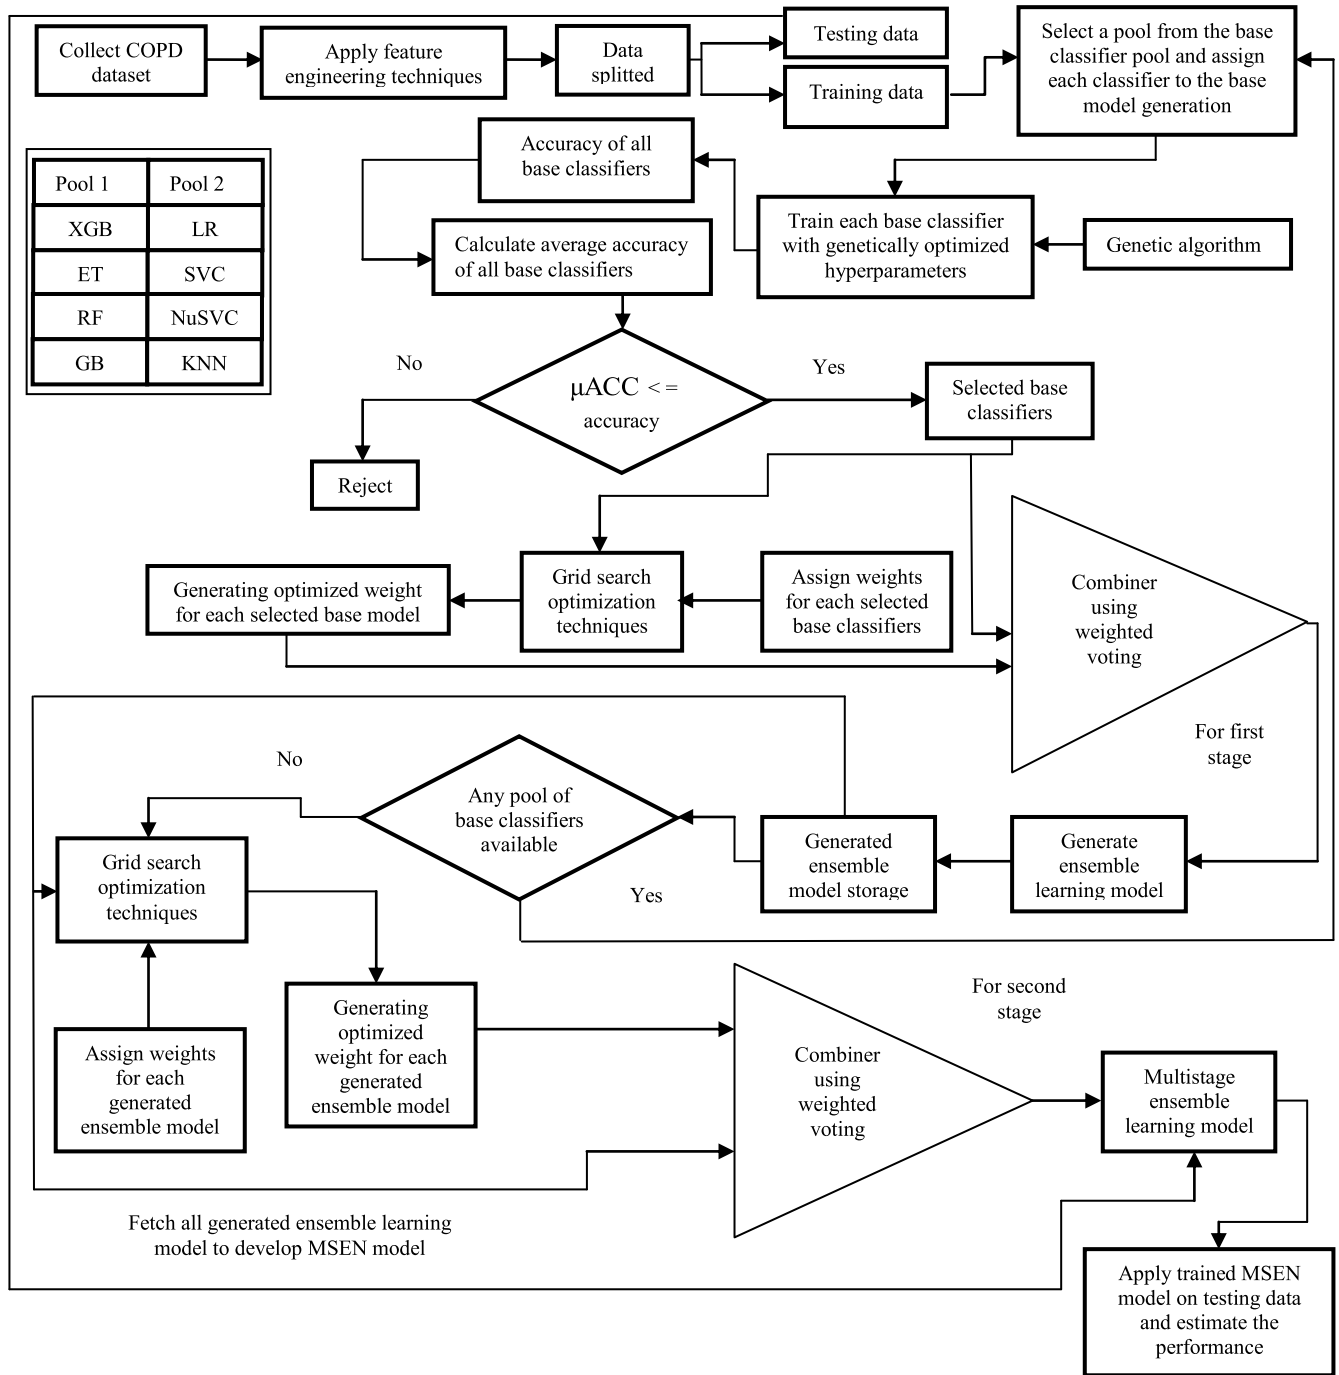 Collect COPD
dataset
Apply feature
engineering techniques
Data
splitted
Testing data
Training data
Select a pool from the base
classifier pool and assign
each classifier to the base
model generation
Pool 1
Pool 2
XGB
LR
ET
SVC
RF
NuSVC
GB
KNN
Accuracy of all
base classifiers
Train each base classifier
with genetically optimized
hyperparameters
Genetic algorithm
Calculate average accuracy
of all base classifiers
No
Yes
μACC < =
accuracy
Reject
Selected base
classifiers
Generating optimized weight
for each selected base model
Grid search
optimization
techniques
Assign weights
for each selected
base classifiers
Combiner
using
weighted
voting
For first
stage
No
Any pool of
base classifiers
available
Yes
Generated
ensemble
model storage
Generate
ensemble
learning model
Grid search
optimization
techniques
Assign weights
for each
generated
ensemble model
Generating
optimized
weight for each
generated
ensemble model
For second
stage
Combiner
using
weighted
voting
Multistage
ensemble
learning model
Fetch all generated ensemble learning
model to develop MSEN model
Apply trained MSEN
model on testing data
and estimate the
performance